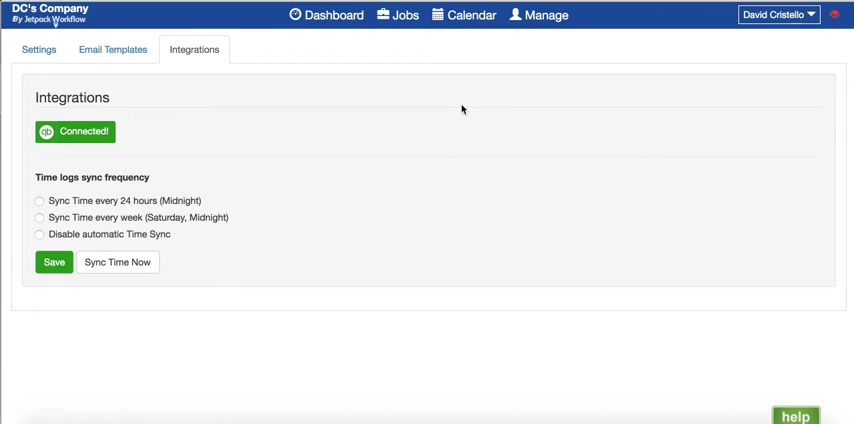 DC's Company
By Jetpack Workflow
Dashboard Jobs Calendar Manage
David Cristello
Settings Email Templates Integrations
Integrations
qb Connected!
Time logs sync frequency
Sync Time every 24 hours (Midnight)
Sync Time every week (Saturday, Midnight)
Disable automatic Time Sync
Save Sync Time Now
help